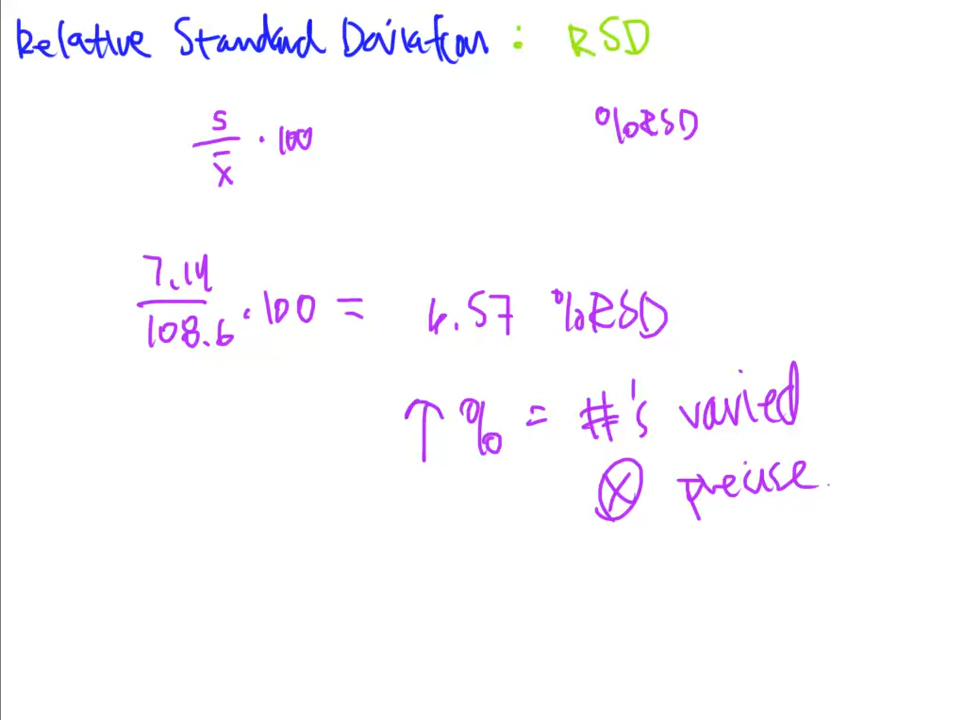 Relative Standard Deviation : RSD
s/x̄ · 100 %RSD
7.14/108.6 · 100 = 6.57 %RSD
↑ % = #'s varied
ⓧ precise.